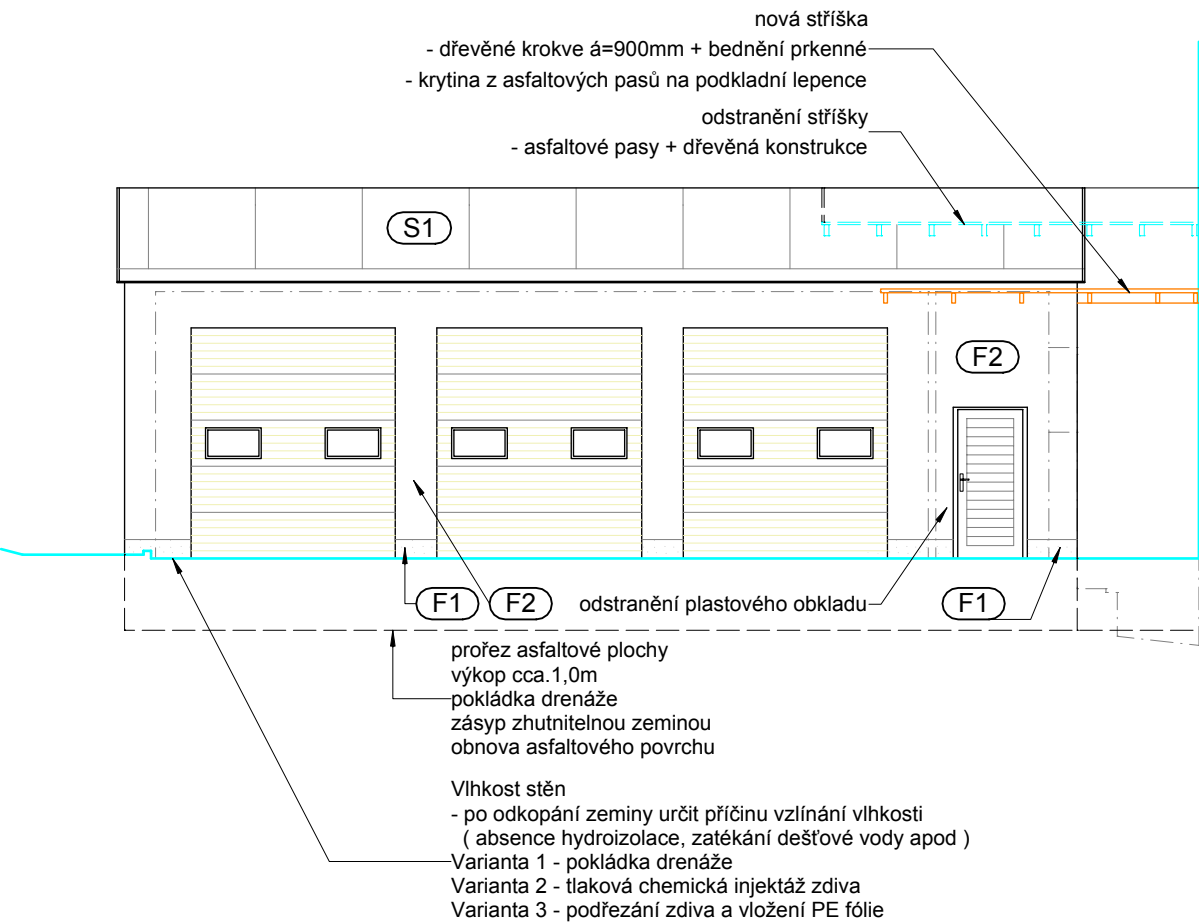 nová stříška
- dřevěné krokve á=900mm + bednění prkenné
- krytina z asfaltových pasů na podkladní lepence
odstranění stříšky
- asfaltové pasy + dřevěná konstrukce
S1
F2
F1
F2
odstranění plastového obkladu
F1
prořez asfaltové plochy
výkop cca.1,0m
pokládka drenáže
zásyp zhutnitelnou zeminou
obnova asfaltového povrchu
Vlhkost stěn
- po odkopání zeminy určit příčinu vzlínání vlhkosti
( absence hydroizolace, zatékání dešťové vody apod )
Varianta 1 - pokládka drenáže
Varianta 2 - tlaková chemická injektáž zdiva
Varianta 3 - podřezání zdiva a vložení PE fólie